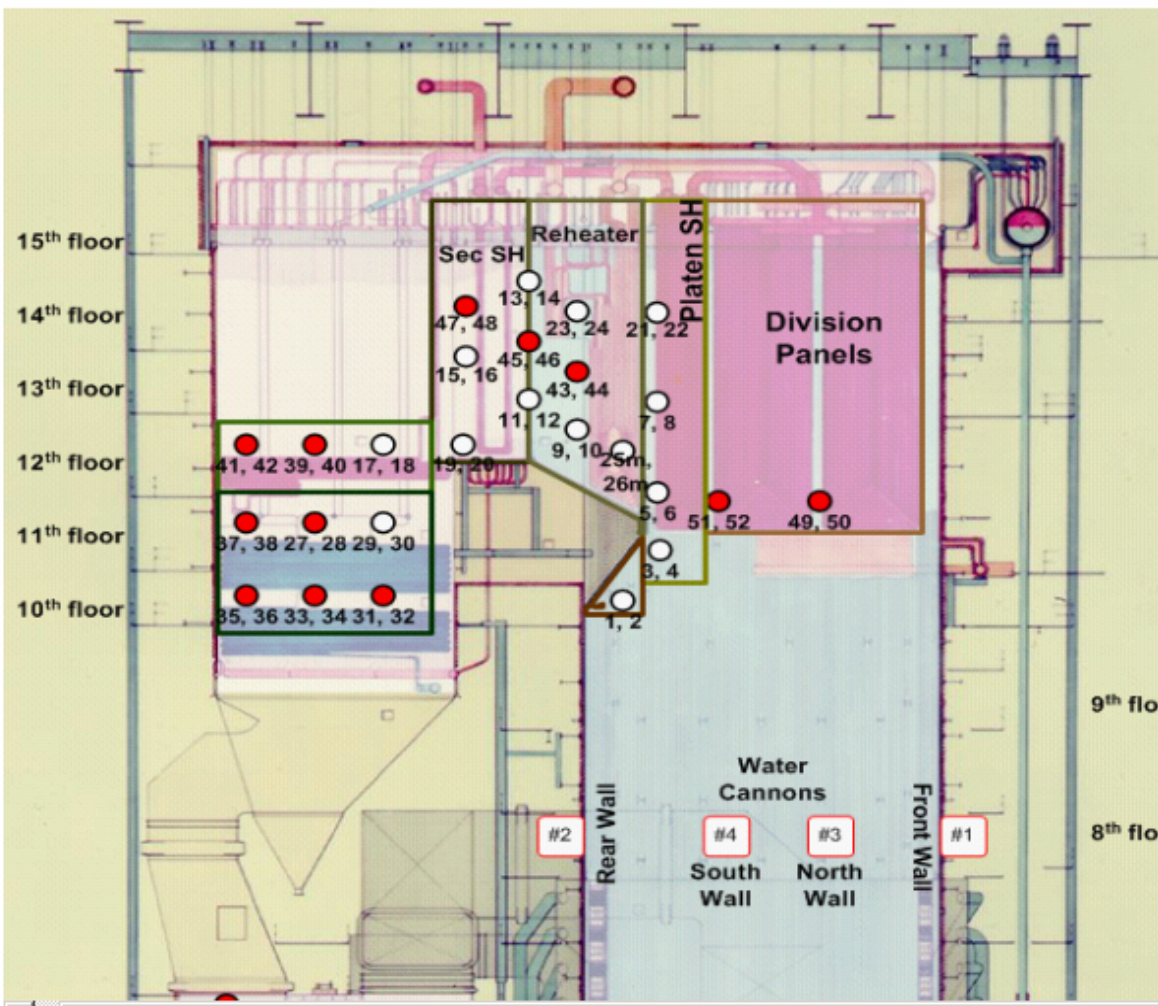 15th floor
14th floor
13th floor
12th floor
11th floor
10th floor
9th flo
8th flo
Sec SH
Reheater
Platen SH
Division
Panels
13, 14
47, 48
23, 24
21, 22
45, 46
15, 16
43, 44
11, 12
7, 8
9, 10
41, 42
39, 40
17, 18
19, 20
25m,
26m
5, 6
51, 52
49, 50
37, 38
27, 28
29, 30
3, 4
35, 36
33, 34
31, 32
1, 2
Water
Cannons
Rear Wall
Front Wall
#2
#4
#3
#1
South
Wall
North
Wall